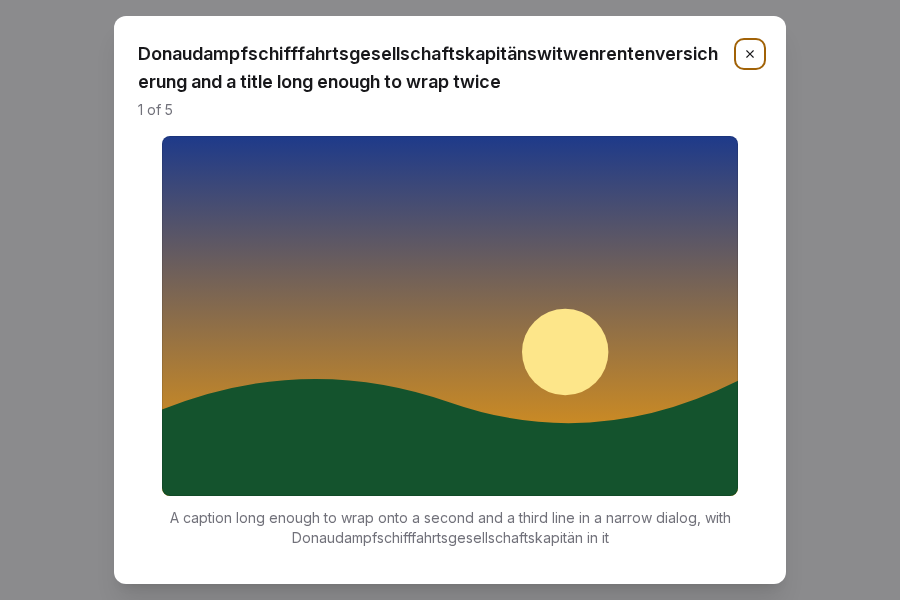 Donaudampfschifffahrtsgesellschaftskapitänswitwenrentenversich
erung and a title long enough to wrap twice
1 of 5
A caption long enough to wrap onto a second and a third line in a narrow dialog, with
Donaudampfschifffahrtsgesellschaftskapitän in it